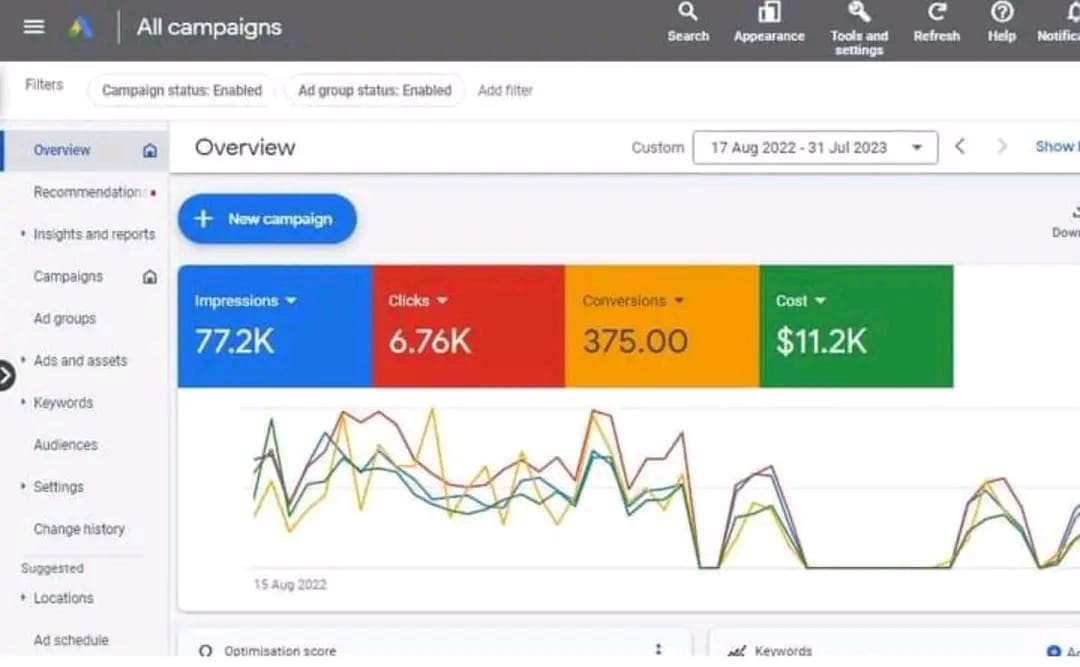 All campaigns
Search
Appearance
Tools and
settings
Refresh
Help
Filters
Campaign status: Enabled
Ad group status: Enabled
Add filter
Overview
Recommendations
Insights and reports
Campaigns
Ad groups
Ads and assets
Keywords
Audiences
Settings
Change history
Suggested
Locations
Ad schedule
Overview
Custom
17 Aug 2022 - 31 Jul 2023
Show
+ New campaign
Impressions
77.2K
Clicks
6.76K
Conversions
375.00
Cost
$11.2K
15 Aug 2022
Optimisation score
Keywords